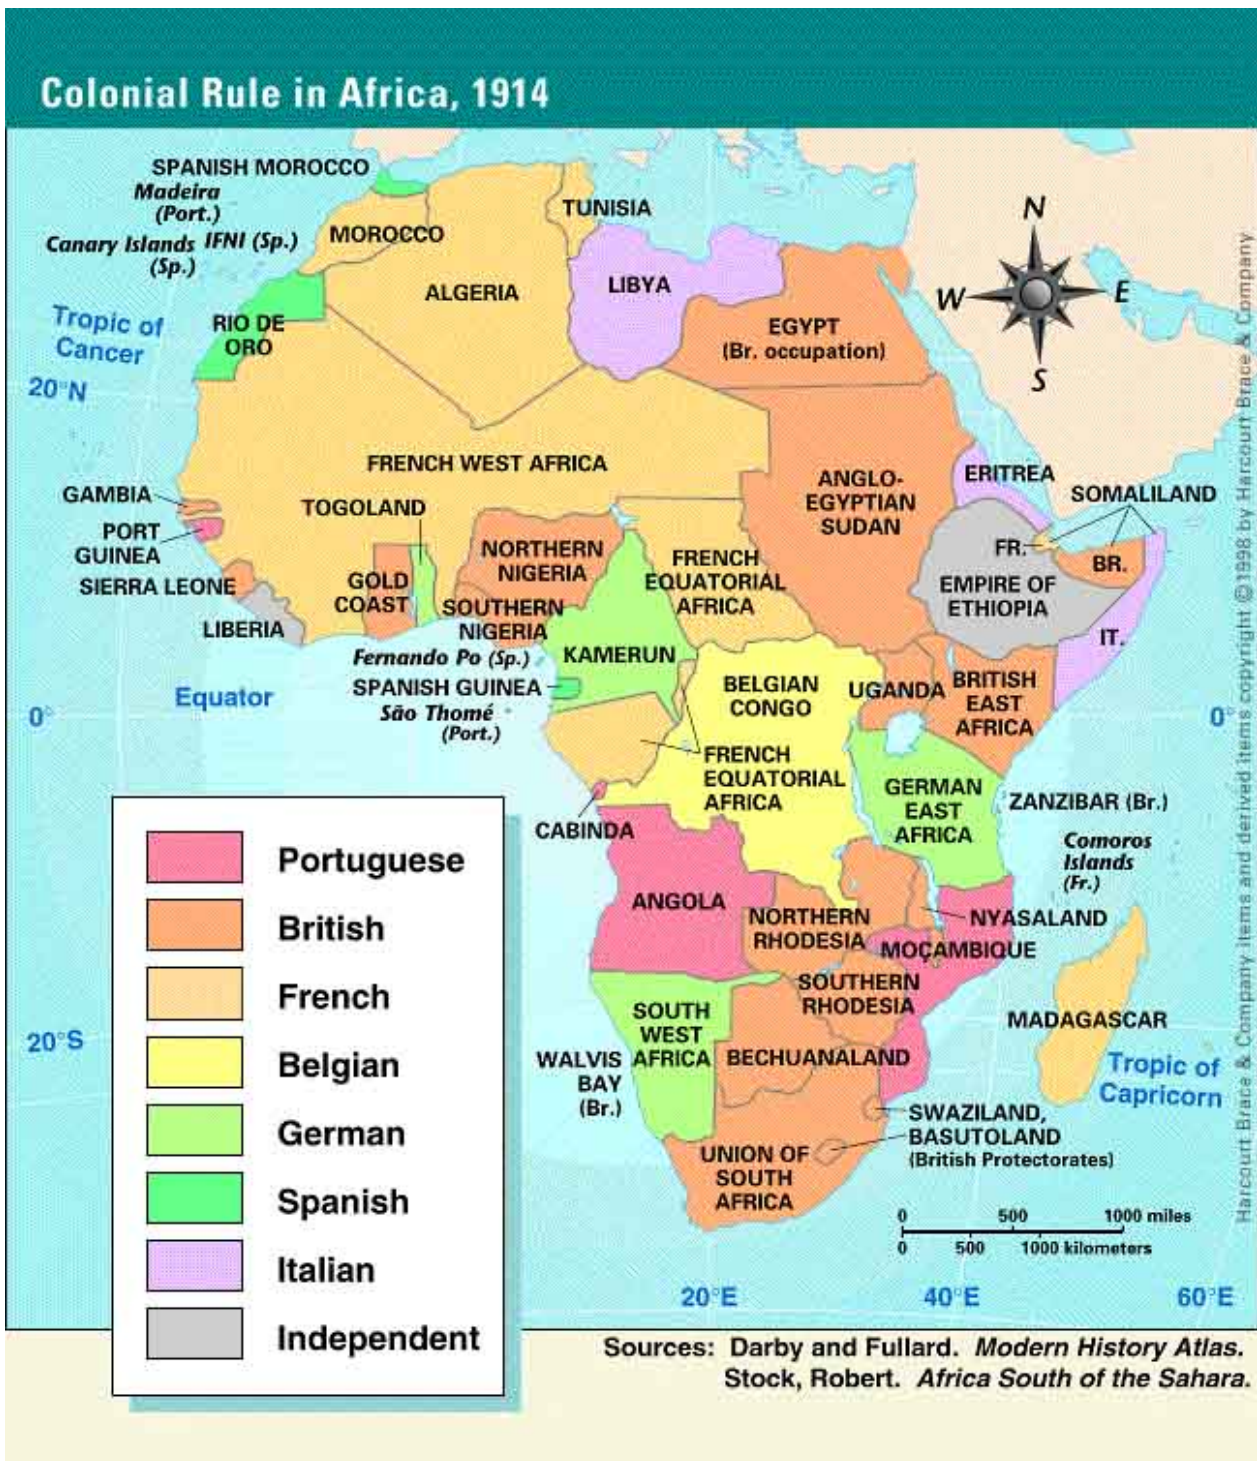 Colonial Rule in Africa, 1914
SPANISH MOROCCO
Madeira
(Port.)
Canary Islands
(Sp.)
IFNI (Sp.)
MOROCCO
TUNISIA
ALGERIA
LIBYA
EGYPT
(Br. occupation)
N
W
E
S
Tropic of
Cancer
RIO DE
ORO
20°N
FRENCH WEST AFRICA
ANGLO-
EGYPTIAN
SUDAN
ERITREA
SOMALILAND
GAMBIA
TOGOLAND
PORT
GUINEA
NORTHERN
NIGERIA
FRENCH
EQUATORIAL
AFRICA
FR.
BR.
SIERRA LEONE
GOLD
COAST
EMPIRE OF
ETHIOPIA
SOUTHERN
NIGERIA
LIBERIA
IT.
Fernando Po (Sp.)
KAMERUN
SPANISH GUINEA
BELGIAN
CONGO
UGANDA
BRITISH
EAST
AFRICA
Equator
São Thomé
(Port.)
0°
0°
FRENCH
EQUATORIAL
AFRICA
GERMAN
EAST
AFRICA
ZANZIBAR (Br.)
CABINDA
Comoros
Islands
(Fr.)
ANGOLA
NORTHERN
RHODESIA
NYASALAND
MOÇAMBIQUE
SOUTHERN
RHODESIA
SOUTH
WEST
AFRICA
MADAGASCAR
20°S
WALVIS
BAY
(Br.)
BECHUANALAND
Tropic of
Capricorn
SWAZILAND,
BASUTOLAND
(British Protectorates)
UNION OF
SOUTH
AFRICA
0 500 1000 miles
0 500 1000 kilometers
20°E
40°E
60°E
Portuguese
British
French
Belgian
German
Spanish
Italian
Independent
Harcourt Brace & Company items and derived items copyright ©1998 by Harcourt Brace & Company
Sources: Darby and Fullard. Modern History Atlas.
Stock, Robert. Africa South of the Sahara.